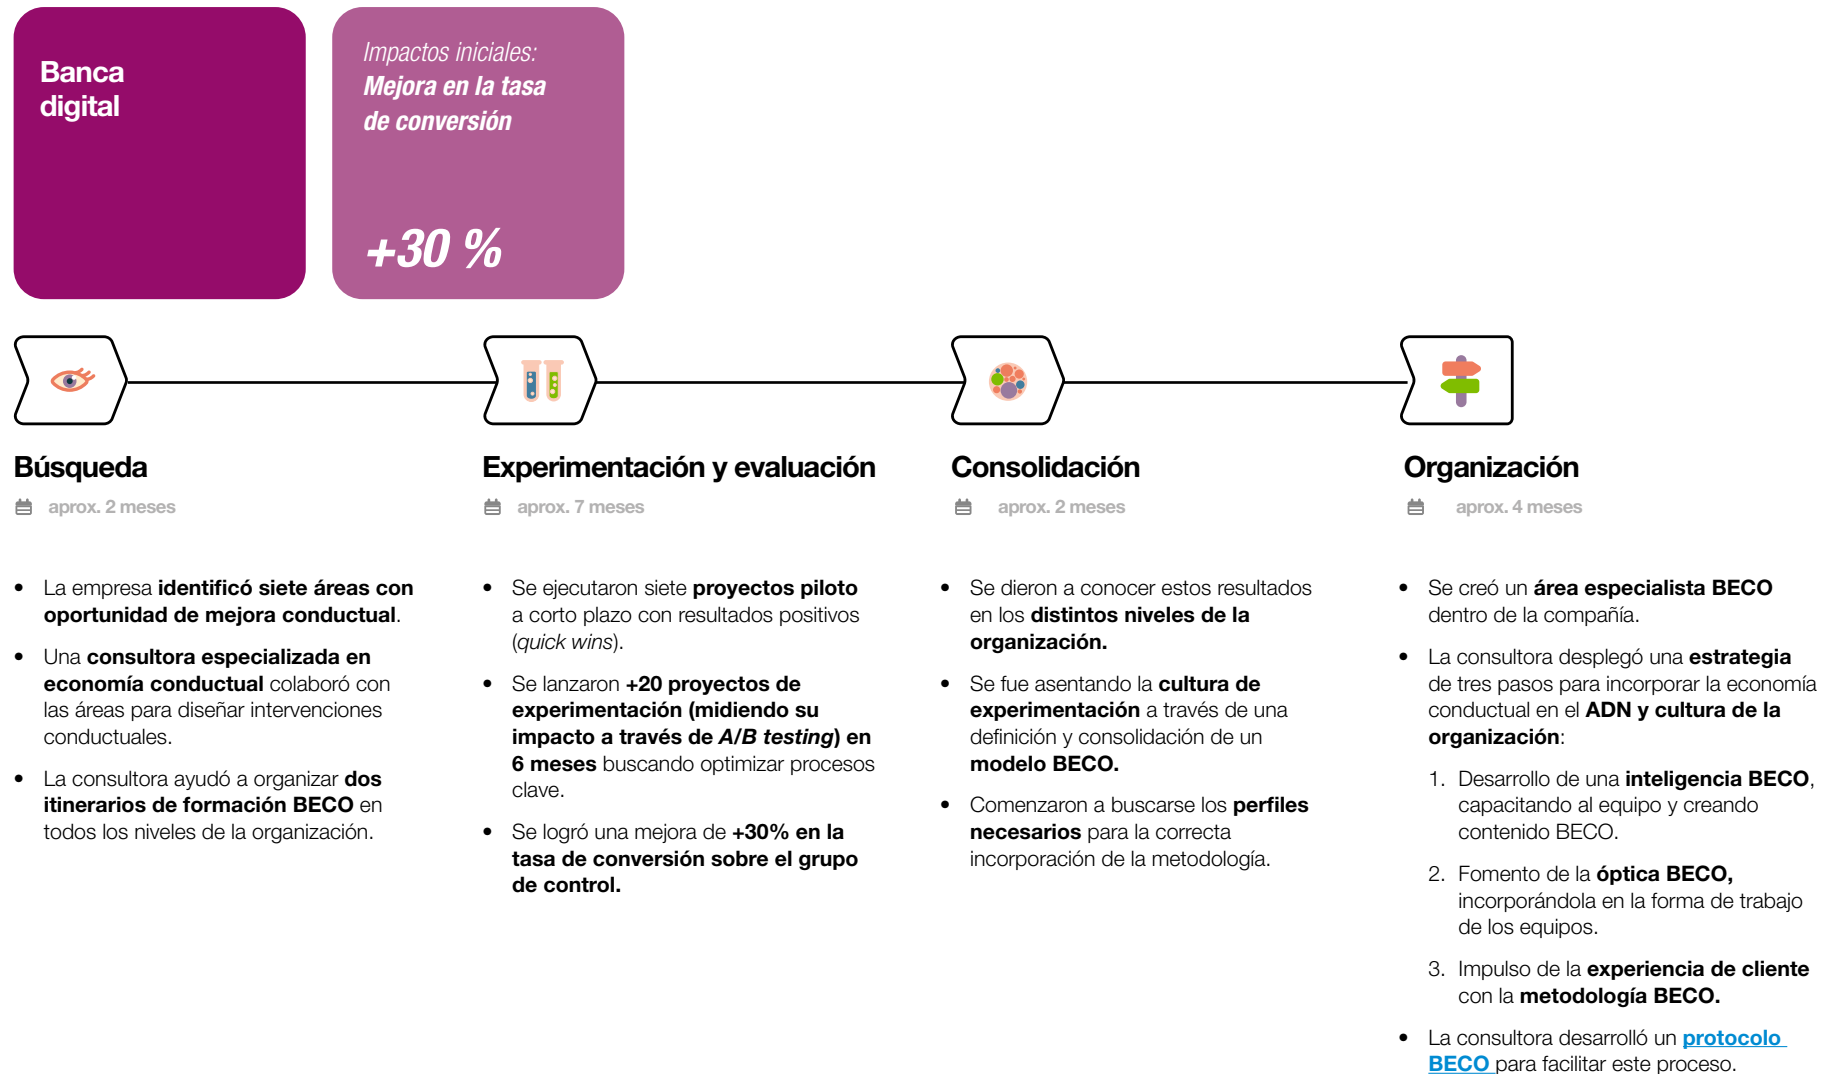 Banca
digital
Impactos iniciales:
Mejora en la tasa
de conversión
+30 %
Búsqueda
aprox. 2 meses
• La empresa identificó siete áreas con
oportunidad de mejora conductual.
• Una consultora especializada en
economía conductual colaboró con
las áreas para diseñar intervenciones
conductuales.
• La consultora ayudó a organizar dos
itinerarios de formación BECO en
todos los niveles de la organización.
Experimentación y evaluación
aprox. 7 meses
• Se ejecutaron siete proyectos piloto
a corto plazo con resultados positivos
(quick wins).
• Se lanzaron +20 proyectos de
experimentación (midiendo su
impacto a través de A/B testing) en
6 meses buscando optimizar procesos
clave.
• Se logró una mejora de +30% en la
tasa de conversión sobre el grupo
de control.
Consolidación
aprox. 2 meses
• Se dieron a conocer estos resultados
en los distintos niveles de la
organización.
• Se fue asentando la cultura de
experimentación a través de una
definición y consolidación de un
modelo BECO.
• Comenzaron a buscarse los perfiles
necesarios para la correcta
incorporación de la metodología.
Organización
aprox. 4 meses
• Se creó un área especialista BECO
dentro de la compañía.
• La consultora desplegó una estrategia
de tres pasos para incorporar la economía
conductual en el ADN y cultura de la
organización:
1. Desarrollo de una inteligencia BECO,
capacitando al equipo y creando
contenido BECO.
2. Fomento de la óptica BECO,
incorporándola en la forma de trabajo
de los equipos.
3. Impulso de la experiencia de cliente
con la metodología BECO.
• La consultora desarrolló un protocolo
BECO para facilitar este proceso.